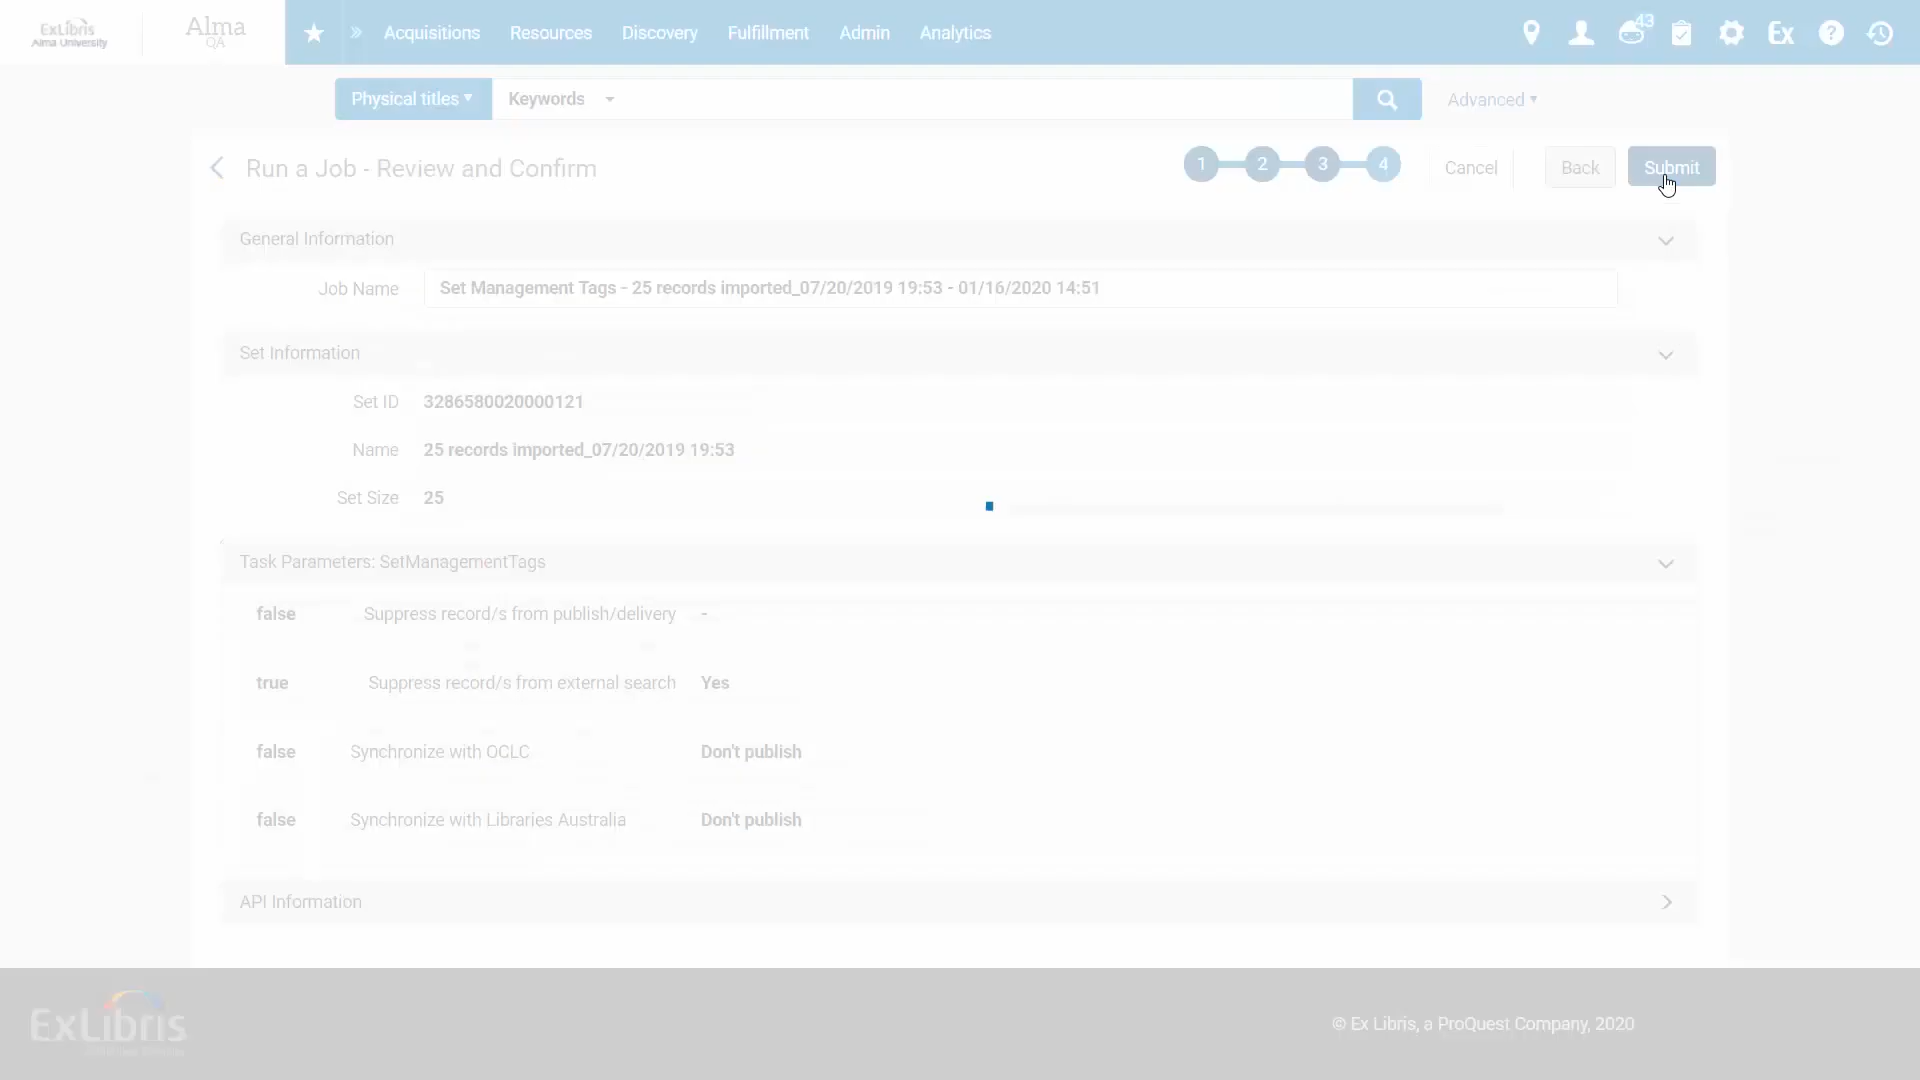 ExLibris
Alma University
Alma
QA
Acquisitions
Resources
Discovery
Fulfillment
Admin
Analytics
43
Ex
?
Physical titles
Keywords
Advanced
Run a Job - Review and Confirm
1
2
3
4
Cancel
Back
Submit
General Information
Job Name
Set Management Tags - 25 records imported_07/20/2019 19:53 - 01/16/2020 14:51
Set Information
Set ID 3286580020000121
Name 25 records imported_07/20/2019 19:53
Set Size 25
Task Parameters: SetManagementTags
false Suppress record/s from publish/delivery -
true Suppress record/s from external search Yes
false Synchronize with OCLC Don't publish
false Synchronize with Libraries Australia Don't publish
API Information
ExLibris
© Ex Libris, a ProQuest Company, 2020